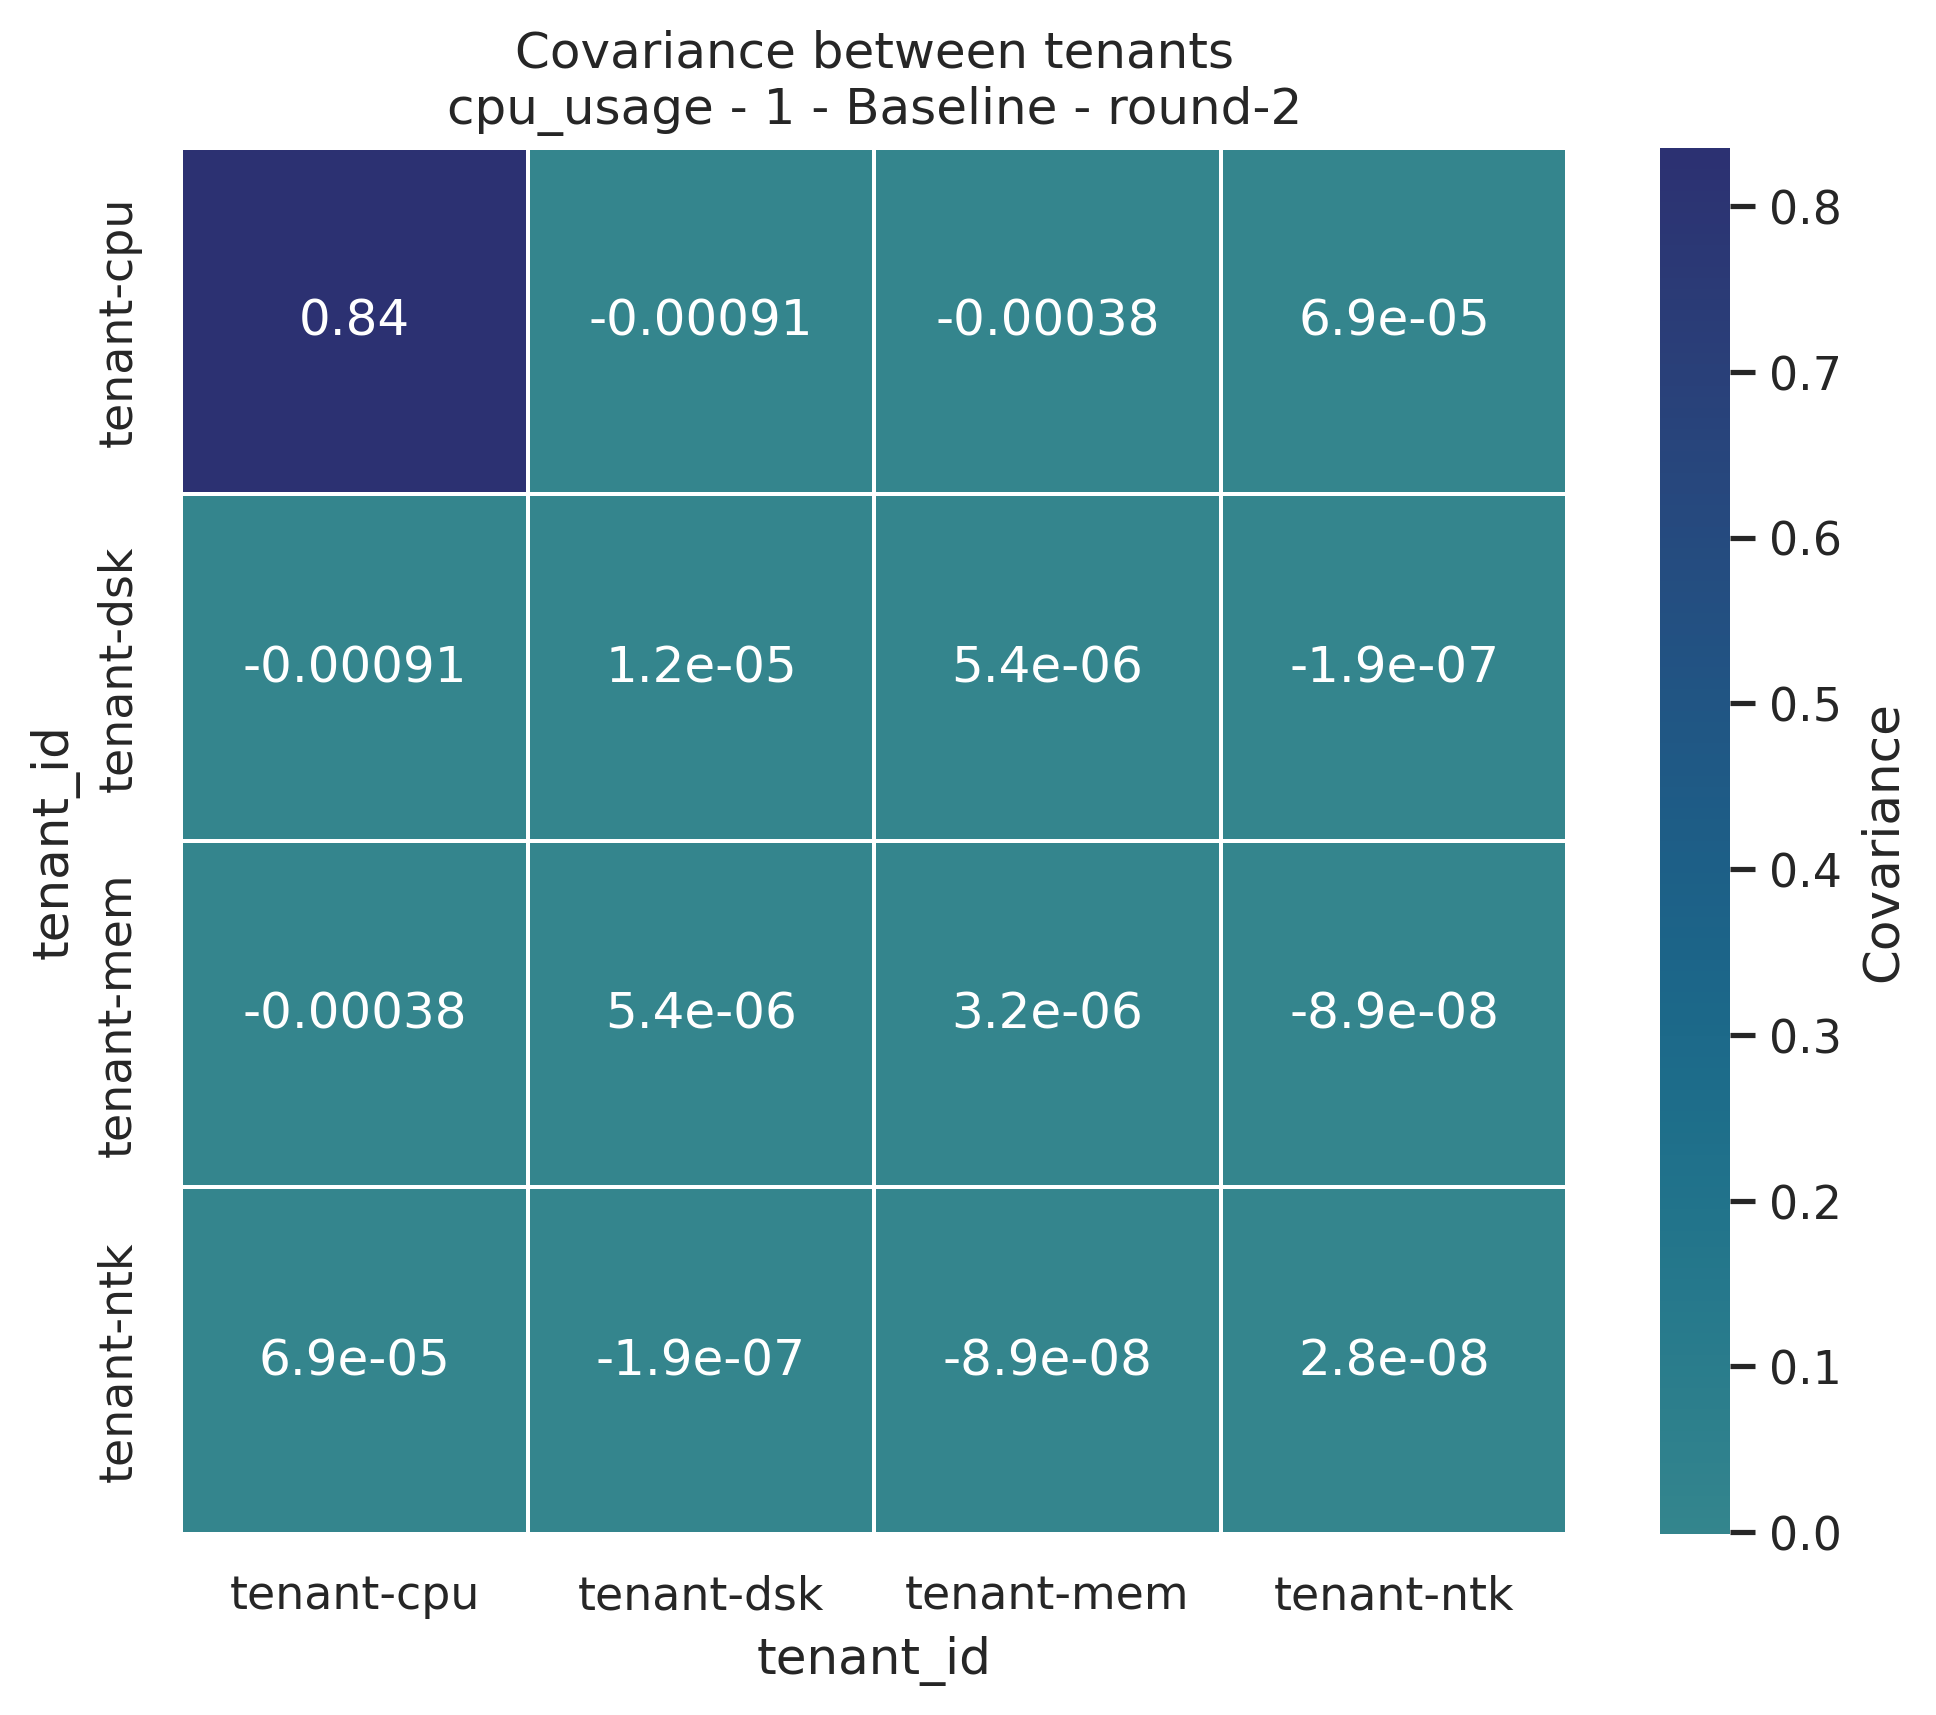 Covariance between tenants
cpu_usage - 1 - Baseline - round-2
tenant_id
tenant-cpu
0.84 -0.00091 -0.00038 6.9e-05
tenant-dsk
-0.00091 1.2e-05 5.4e-06 -1.9e-07
tenant-mem
-0.00038 5.4e-06 3.2e-06 -8.9e-08
tenant-ntk
6.9e-05 -1.9e-07 -8.9e-08 2.8e-08
tenant-cpu tenant-dsk tenant-mem tenant-ntk
tenant_id
0.8
0.7
0.6
0.5
0.4
0.3
0.2
0.1
0.0
Covariance